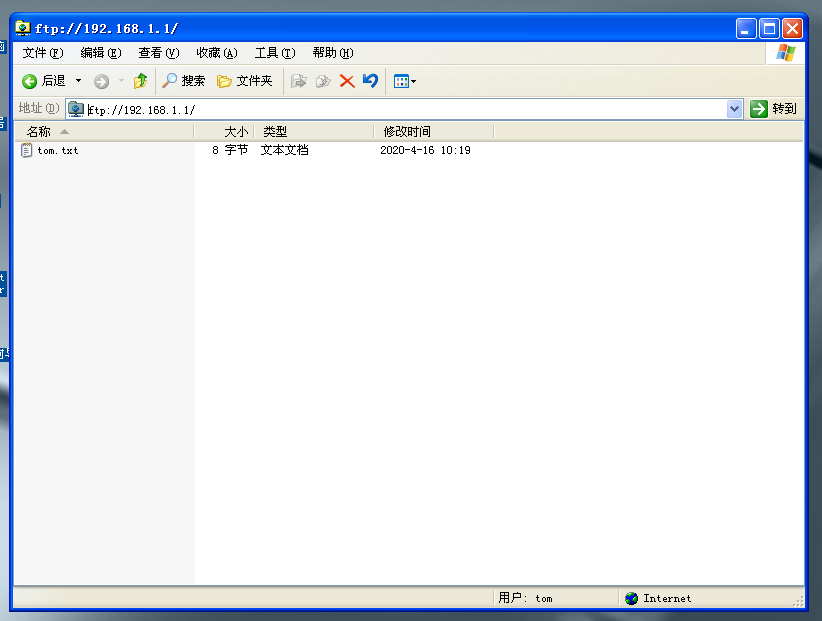 ftp://192.168.1.1/
文件(F) 编辑(E) 查看(V) 收藏(A) 工具(T) 帮助(H)
后退 搜索 文件夹
地址(D) ftp://192.168.1.1/ 转到
名称 大小 类型 修改时间
tom.txt 8 字节 文本文档 2020-4-16 10:19
用户: tom Internet